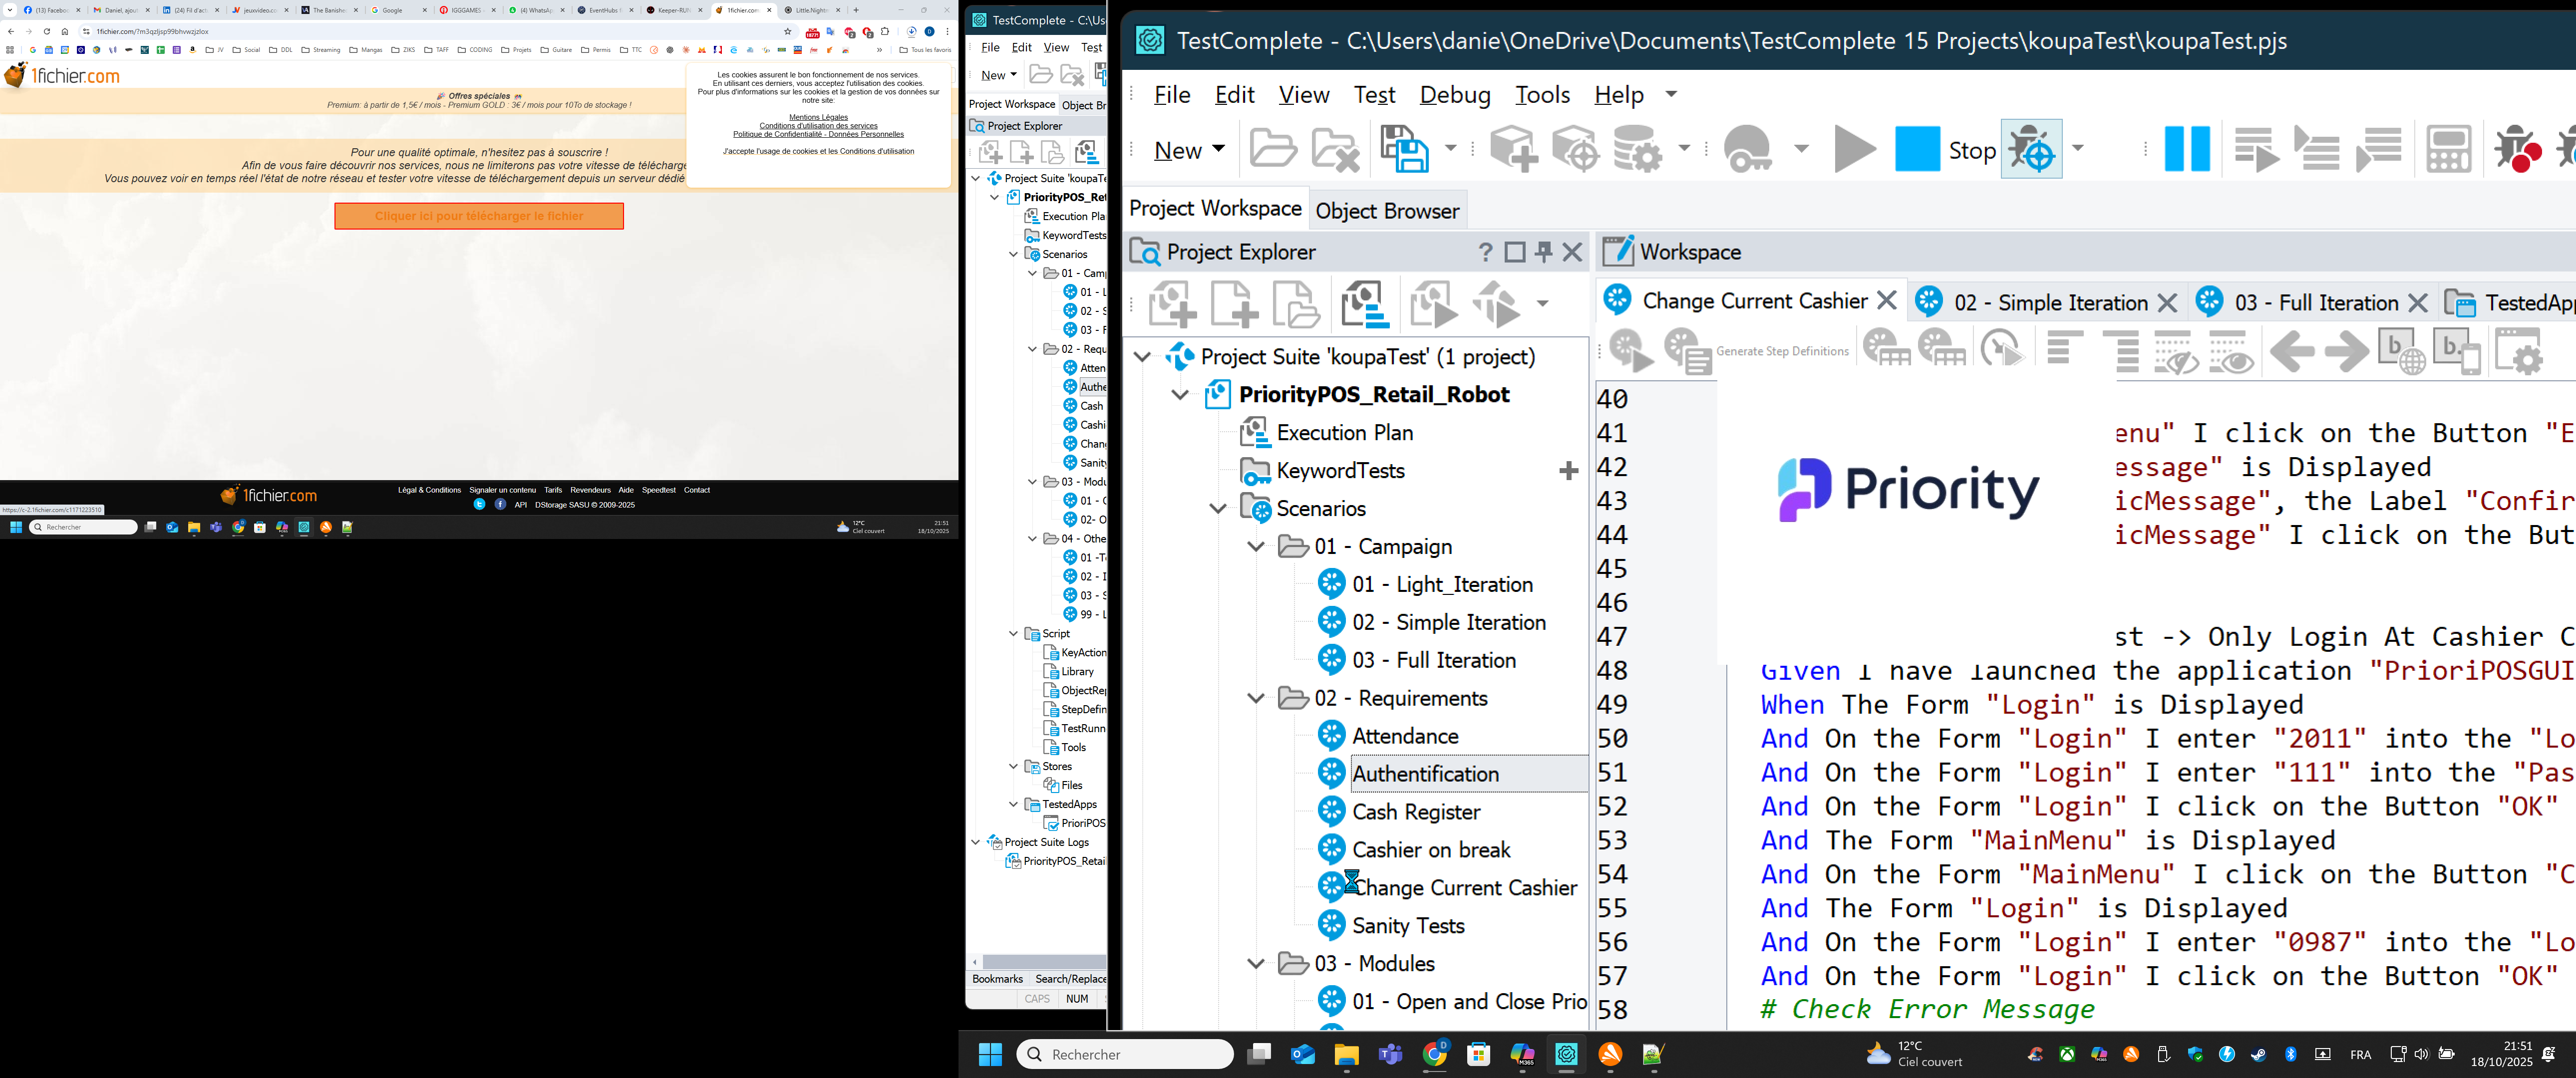 (13) Faceboo
Daniel, ajout
(24) Fil d'actu
jeuxvideo.co
The Banishe
Google
IGGGAMES -
(4) WhatsAp
EventHubs
Keeper-RUN
1fichier.com
Little.Nightm
1fichier.com/?m3qzljsp99bhvwzjzlox
JV
Social
DDL
Streaming
Mangas
ZIKS
TAFF
CODING
Projets
Guitare
Permis
TTC
Tous les favoris
1fichier.com
Offres spéciales
Premium: à partir de 1,5€ / mois - Premium GOLD : 3€ / mois pour 10To de stockage !
Les cookies assurent le bon fonctionnement de nos services.
En utilisant ces derniers, vous acceptez l'utilisation des cookies.
Pour plus d'informations sur les cookies et la gestion de vos données sur
notre site:
Mentions Légales
Conditions d'utilisation des services
Politique de Confidentialité - Données Personnelles
J'accepte l'usage de cookies et les Conditions d'utilisation
Pour une qualité optimale, n'hesitez pas à souscrire !
Afin de vous faire découvrir nos services, nous ne limiterons pas votre vitesse de télécharge
Vous pouvez voir en temps réel l'état de notre réseau et tester votre vitesse de téléchargement depuis un serveur dédié
Cliquer ici pour télécharger le fichier
1fichier.com
Légal & Conditions Signaler un contenu Tarifs Revendeurs Aide Speedtest Contact
API DStorage SASU © 2009-2025
https://c-2.1fichier.com/c1171223510
Rechercher
12°C
Ciel couvert
21:51
18/10/2025
TestComplete - C:\Us
File Edit View Test
New
Project Workspace Object Br
Project Explorer
Project Suite 'koupaTe
PriorityPOS_Ret
Execution Pla
KeywordTests
Scenarios
01 - Camp
01 - L
02 - S
03 - F
02 - Requ
Atten
Authe
Cash
Cashi
Chan
Sanity
03 - Modu
01 - O
02- O
04 - Othe
01 -T
02 - I
03 - S
99 - L
Script
KeyAction
Library
ObjectRep
StepDefin
TestRunn
Tools
Stores
Files
TestedApps
PrioriPOS
Project Suite Logs
PriorityPOS_Retai
Bookmarks Search/Replace
CAPS NUM
TestComplete - C:\Users\danie\OneDrive\Documents\TestComplete 15 Projects\koupaTest\koupaTest.pjs
File Edit View Test Debug Tools Help
New
Stop
Project Workspace Object Browser
Project Explorer
Project Suite 'koupaTest' (1 project)
PriorityPOS_Retail_Robot
Execution Plan
KeywordTests
Scenarios
01 - Campaign
01 - Light_Iteration
02 - Simple Iteration
03 - Full Iteration
02 - Requirements
Attendance
Authentification
Cash Register
Cashier on break
Change Current Cashier
Sanity Tests
03 - Modules
01 - Open and Close Prio
Workspace
Change Current Cashier
02 - Simple Iteration
03 - Full Iteration
TestedApp
Generate Step Definitions
Priority
40
41 enu" I click on the Button "E
42 essage" is Displayed
43 icMessage", the Label "Confir
44 icMessage" I click on the But
45
46
47 st -> Only Login At Cashier C
48 Given I have launched the application "PrioriPOSGUI
49 When The Form "Login" is Displayed
50 And On the Form "Login" I enter "2011" into the "Lo
51 And On the Form "Login" I enter "111" into the "Pas
52 And On the Form "Login" I click on the Button "OK"
53 And The Form "MainMenu" is Displayed
54 And On the Form "MainMenu" I click on the Button "C
55 And The Form "Login" is Displayed
56 And On the Form "Login" I enter "0987" into the "Lo
57 And On the Form "Login" I click on the Button "OK"
58 # Check Error Message
Rechercher
12°C
Ciel couvert
FRA
21:51
18/10/2025